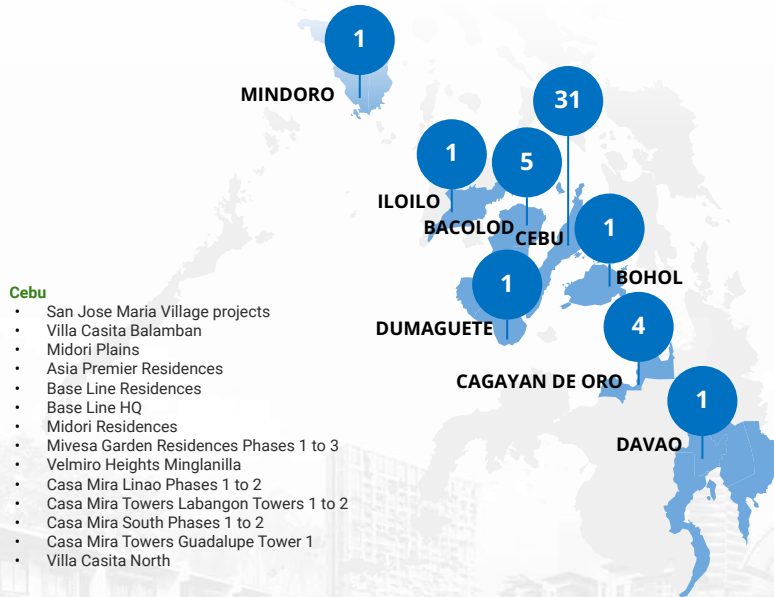 1
MINDORO
31
1
5
ILOILO
BACOLOD
CEBU
1
BOHOL
1
DUMAGUETE
4
CAGAYAN DE ORO
1
DAVAO
Cebu
• San Jose Maria Village projects
• Villa Casita Balamban
• Midori Plains
• Asia Premier Residences
• Base Line Residences
• Base Line HQ
• Midori Residences
• Mivesa Garden Residences Phases 1 to 3
• Velmiro Heights Minglanilla
• Casa Mira Linao Phases 1 to 2
• Casa Mira Towers Labangon Towers 1 to 2
• Casa Mira South Phases 1 to 2
• Casa Mira Towers Guadalupe Tower 1
• Villa Casita North